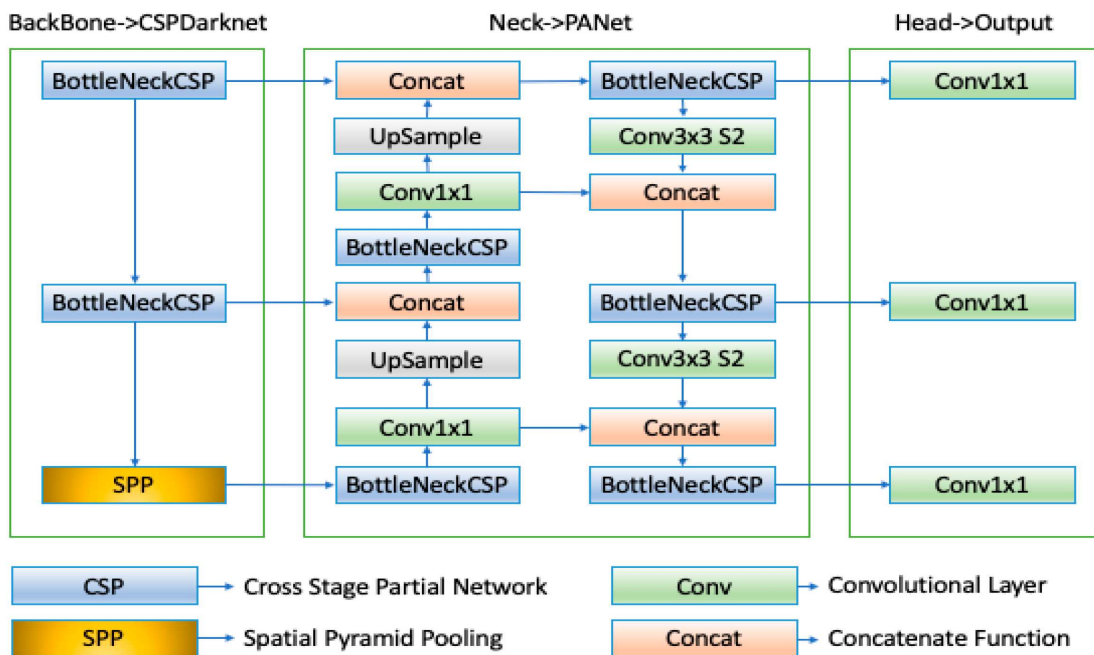 BackBone->CSPDarknet
Neck->PANet
Head->Output
BottleNeckCSP
Concat
BottleNeckCSP
Conv1x1
UpSample
Conv3x3 S2
Conv1x1
Concat
BottleNeckCSP
BottleNeckCSP
Concat
BottleNeckCSP
Conv1x1
UpSample
Conv3x3 S2
Conv1x1
Concat
SPP
BottleNeckCSP
BottleNeckCSP
Conv1x1
CSP
Cross Stage Partial Network
Conv
Convolutional Layer
SPP
Spatial Pyramid Pooling
Concat
Concatenate Function